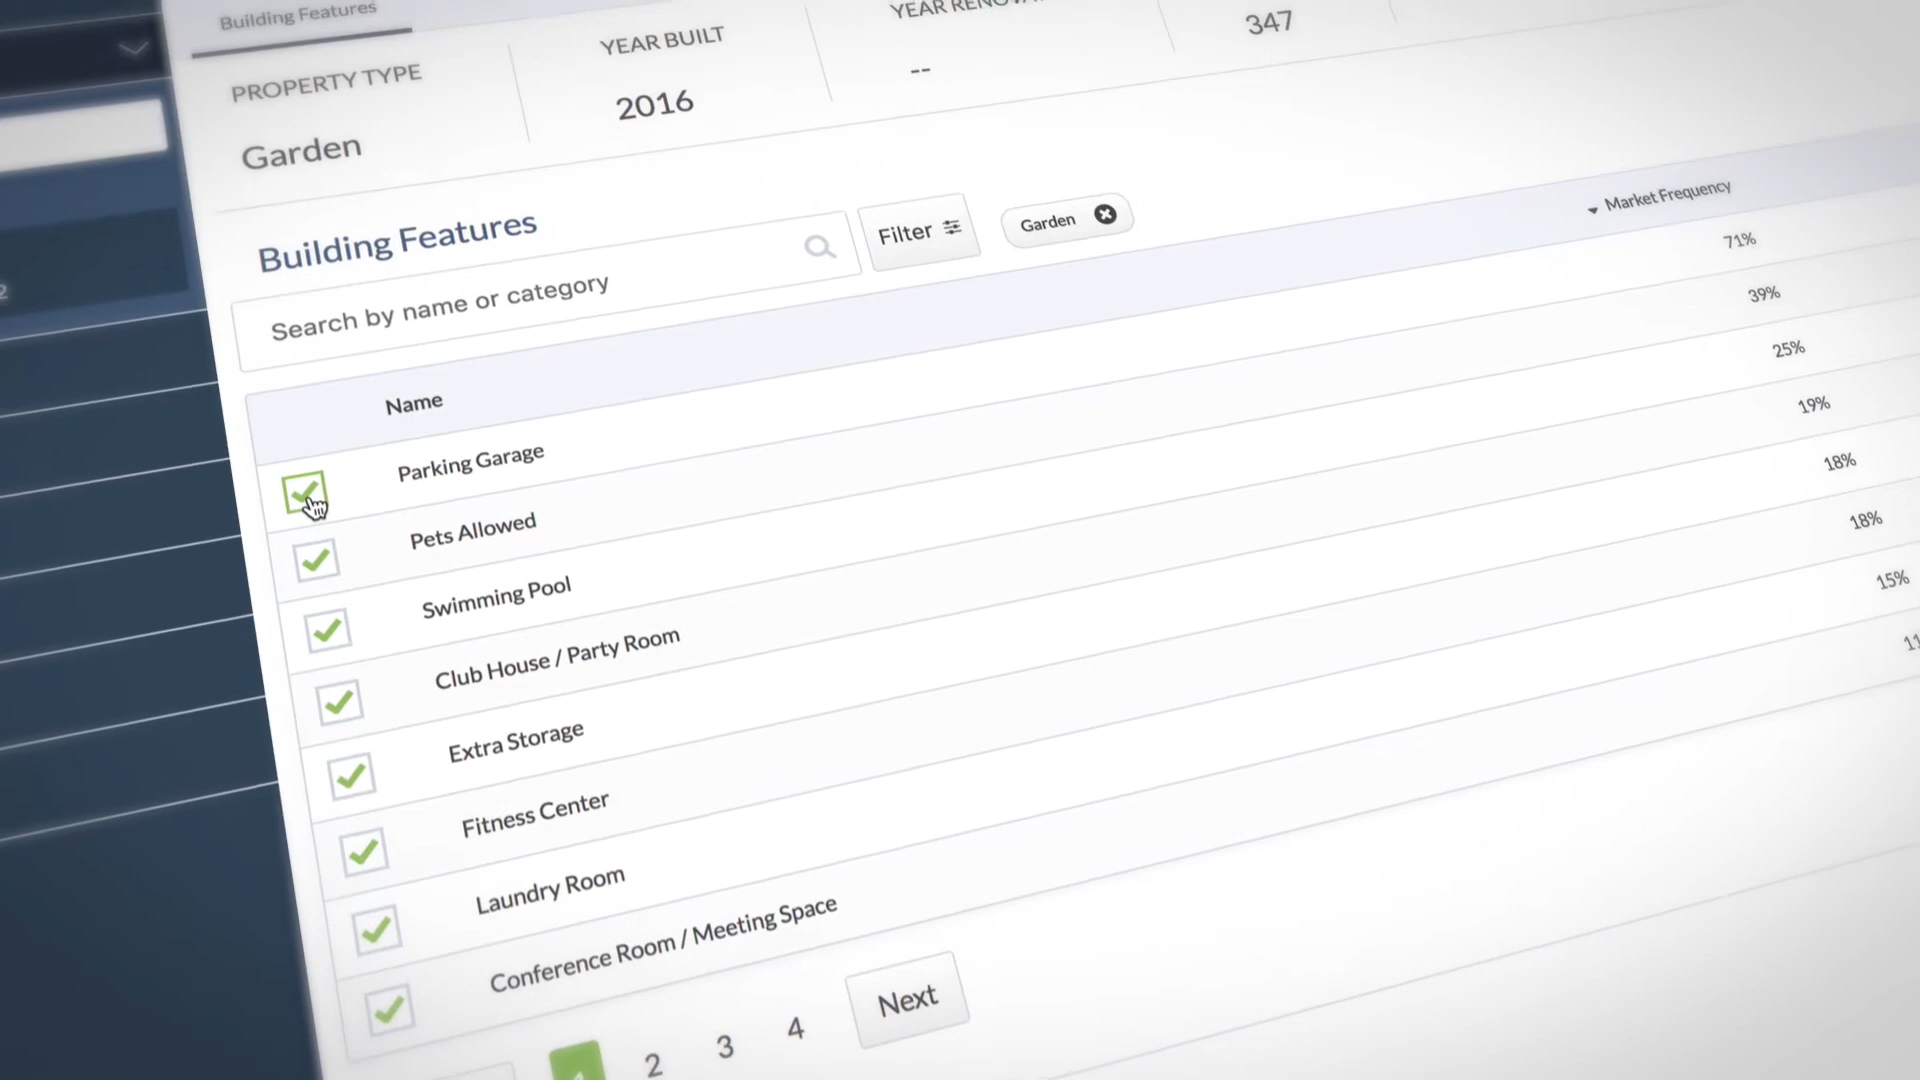 Building Features
PROPERTY TYPE
Garden
YEAR BUILT
2016
YEAR
--
347
Building Features
Search by name or category
Filter
Garden
Name
Market Frequency
Parking Garage
71%
Pets Allowed
39%
Swimming Pool
25%
Club House / Party Room
19%
Extra Storage
18%
Fitness Center
18%
Laundry Room
15%
Conference Room / Meeting Space
2
3
4
Next